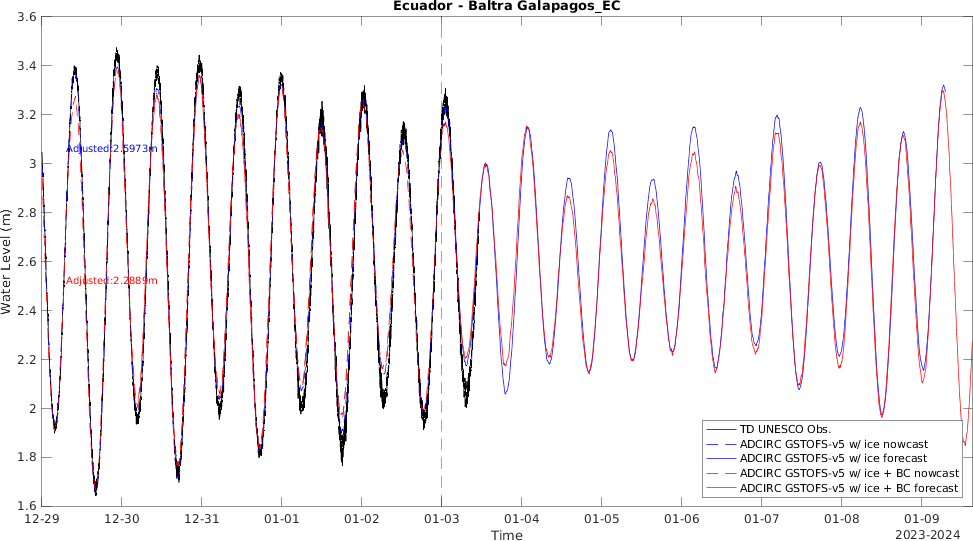 Ecuador - Baltra Galapagos_EC
3.6
3.4
3.2
3
2.8
2.6
2.4
2.2
2
1.8
1.6
Water Level (m)
Adjusted:2.5973m
Adjusted:2.2889m
TD UNESCO Obs.
ADCIRC GSTOFS-v5 w/ ice nowcast
ADCIRC GSTOFS-v5 w/ ice forecast
ADCIRC GSTOFS-v5 w/ ice + BC nowcast
ADCIRC GSTOFS-v5 w/ ice + BC forecast
12-29 12-30 12-31 01-01 01-02 01-03 01-04 01-05 01-06 01-07 01-08 01-09
Time
2023-2024